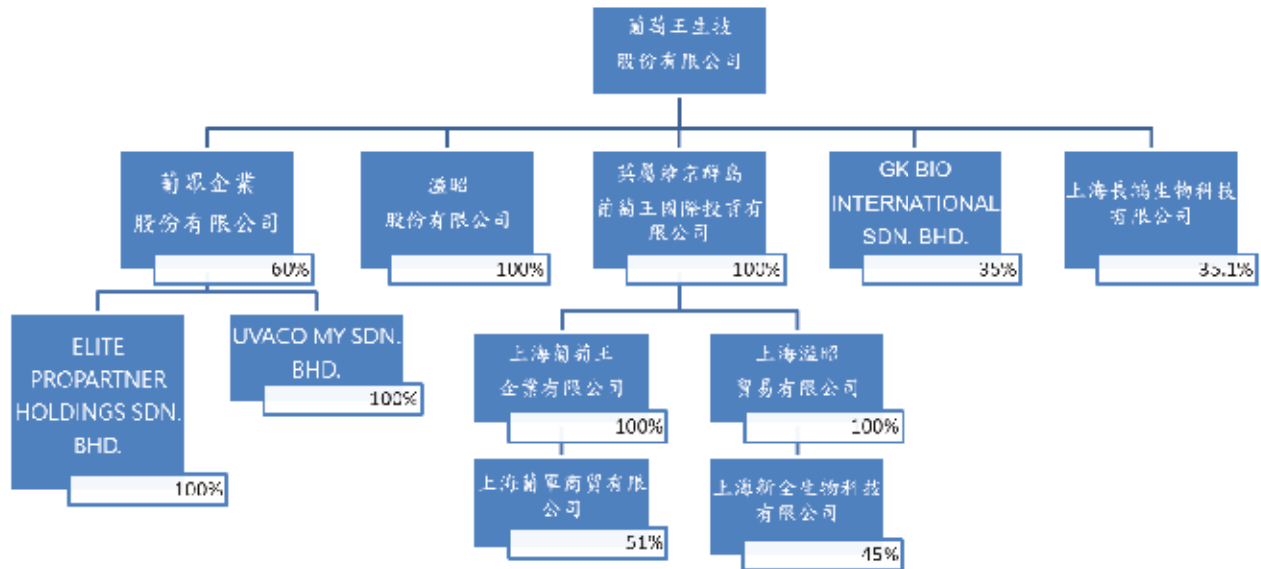 葡萄王生技
股份有限公司
葡眾企業
股份有限公司
60%
溢昭
股份有限公司
100%
英屬維京群島
葡萄王國際投資有
限公司
100%
GK BIO
INTERNATIONAL
SDN. BHD.
35%
上海長鴻生物科技
有限公司
35.1%
ELITE
PROPARTNER
HOLDINGS SDN.
BHD.
100%
UVACO MY SDN.
BHD.
100%
上海葡萄王
企業有限公司
100%
上海溢昭
貿易有限公司
100%
上海葡軍商貿有限
公司
51%
上海新全生物科技
有限公司
45%